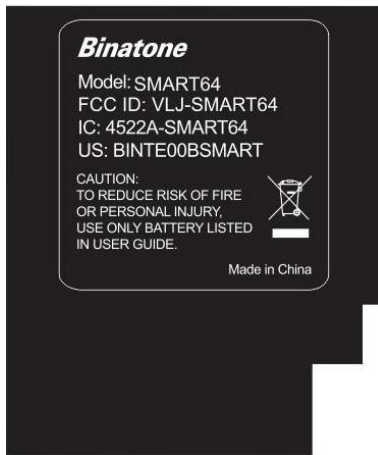 Binatone
Model: SMART64
FCC ID: VLJ-SMART64
IC: 4522A-SMART64
US: BINTE00BSMART
CAUTION:
TO REDUCE RISK OF FIRE
OR PERSONAL INJURY,
USE ONLY BATTERY LISTED
IN USER GUIDE.
Made in China